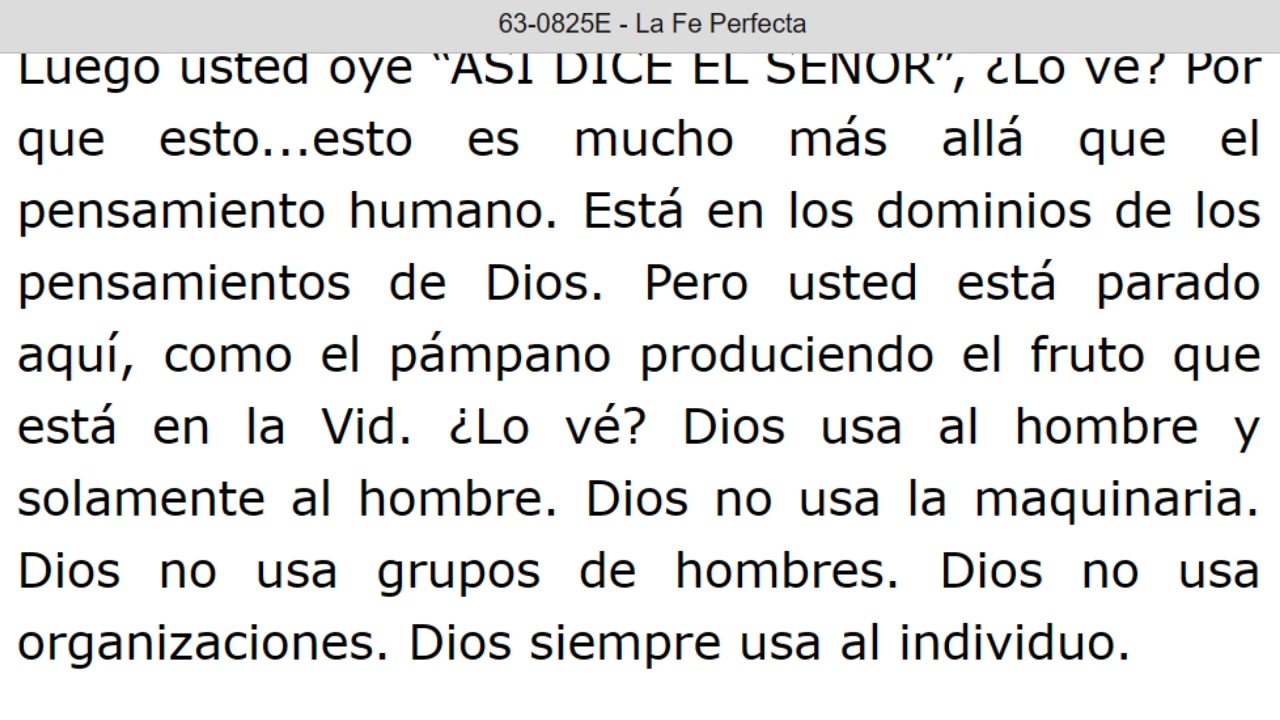 63-0825E - La Fe Perfecta
Luego usted oye “ASÍ DICE EL SEÑOR”, ¿Lo vé? Por
que esto...esto es mucho más allá que el
pensamiento humano. Está en los dominios de los
pensamientos de Dios. Pero usted está parado
aquí, como el pámpano produciendo el fruto que
está en la Vid. ¿Lo vé? Dios usa al hombre y
solamente al hombre. Dios no usa la maquinaria.
Dios no usa grupos de hombres. Dios no usa
organizaciones. Dios siempre usa al individuo.